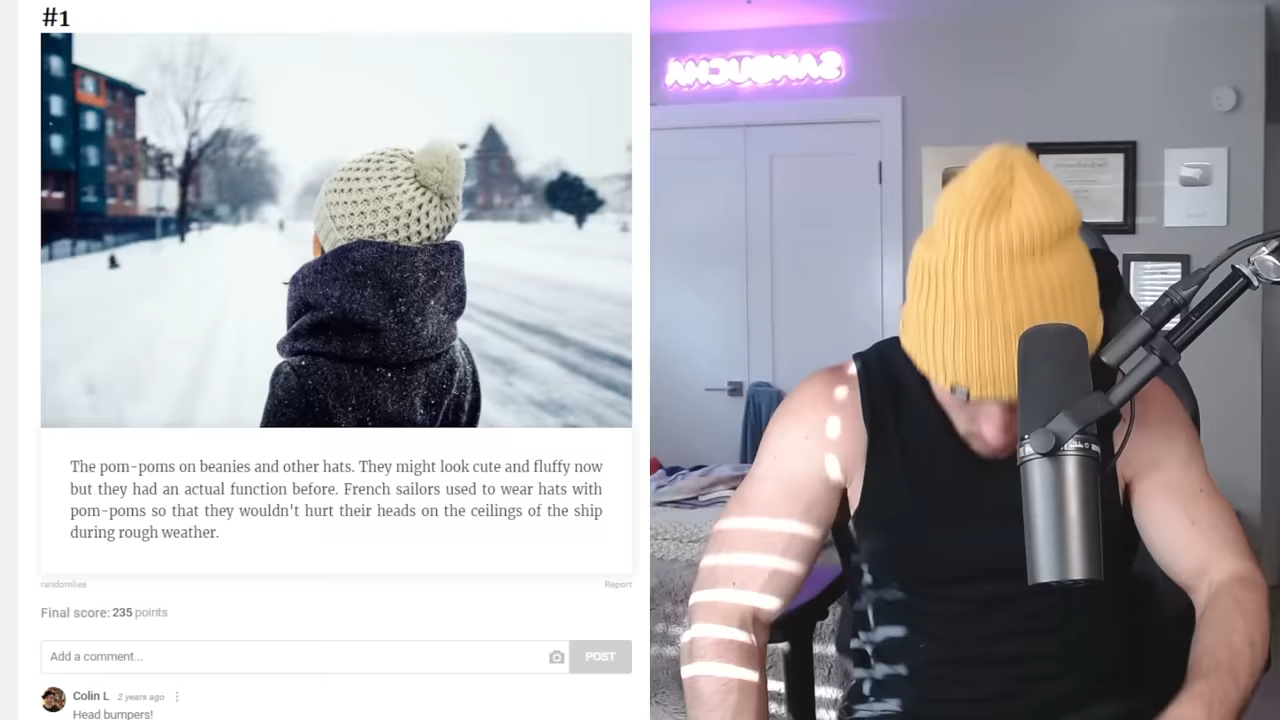 #1
The pom-poms on beanies and other hats. They might look cute and fluffy now
but they had an actual function before. French sailors used to wear hats with
pom-poms so that they wouldn't hurt their heads on the ceilings of the ship
during rough weather.
randomlies
Report
Final score: 235 points
Add a comment...
POST
Colin L 2 years ago
Head bumpers!
SAMBUCHA